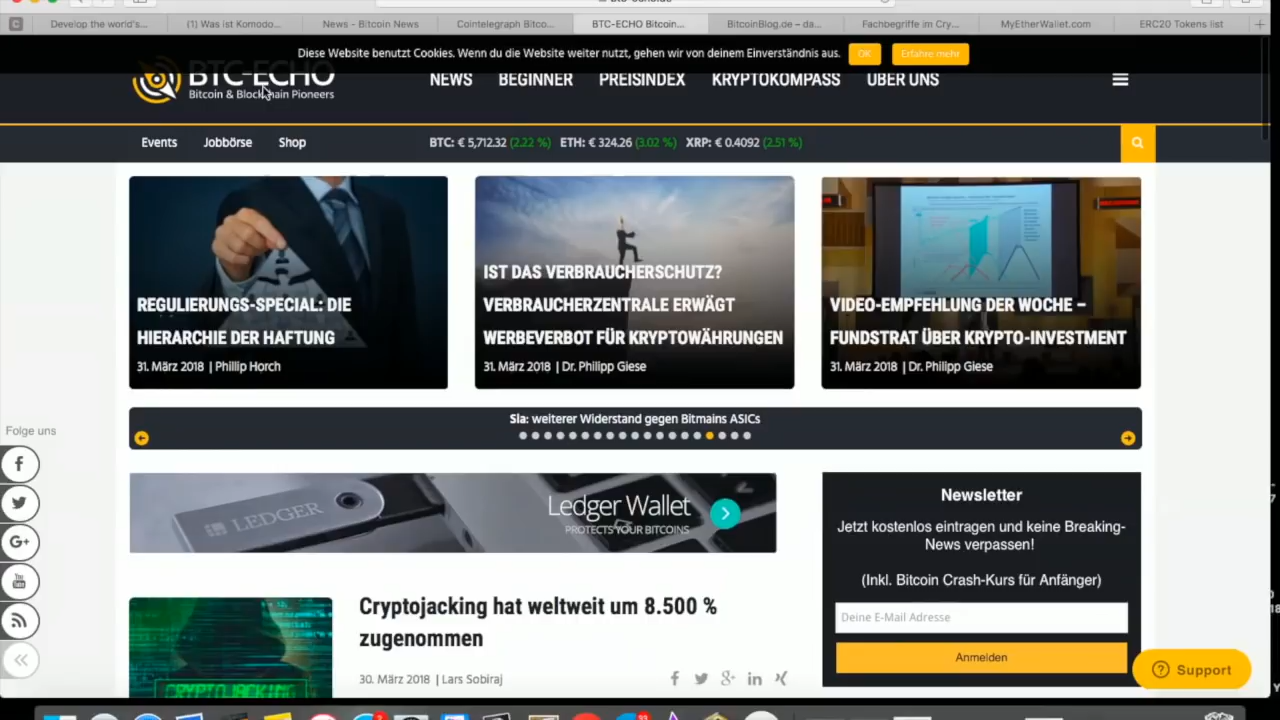 Develop the world's...
(1) Was ist Komodo...
News - Bitcoin News
Cointelegraph Bitco...
BTC-ECHO Bitcoin...
BitcoinBlog.de – da...
Fachbegriffe im Cry...
MyEtherWallet.com
ERC20 Tokens list
Diese Website benutzt Cookies. Wenn du die Website weiter nutzt, gehen wir von deinem Einverständnis aus.
OK
Erfahre mehr
BTC-ECHO
Bitcoin & Blockchain Pioneers
NEWS
BEGINNER
PREISINDEX
KRYPTOKOMPASS
ÜBER UNS
Events
Jobbörse
Shop
BTC: € 5,712.32 (2.22 %) ETH: € 324.26 (3.02 %) XRP: € 0.4092 (2.51 %)
REGULIERUNGS-SPECIAL: DIE
HIERARCHIE DER HAFTUNG
31. März 2018 | Phillip Horch
IST DAS VERBRAUCHERSCHUTZ?
VERBRAUCHERZENTRALE ERWÄGT
WERBEVERBOT FÜR KRYPTOWÄHRUNGEN
31. März 2018 | Dr. Philipp Giese
VIDEO-EMPFEHLUNG DER WOCHE –
FUNDSTRAT ÜBER KRYPTO-INVESTMENT
31. März 2018 | Dr. Philipp Giese
Sia: weiterer Widerstand gegen Bitmains ASICs
Folge uns
LEDGER
Ledger Wallet
PROTECTS YOUR BITCOINS
Newsletter
Jetzt kostenlos eintragen und keine Breaking-
News verpassen!
(Inkl. Bitcoin Crash-Kurs für Anfänger)
Deine E-Mail Adresse
Anmelden
Cryptojacking hat weltweit um 8.500 %
zugenommen
30. März 2018 | Lars Sobiraj
CRYPTOJACKING
Support